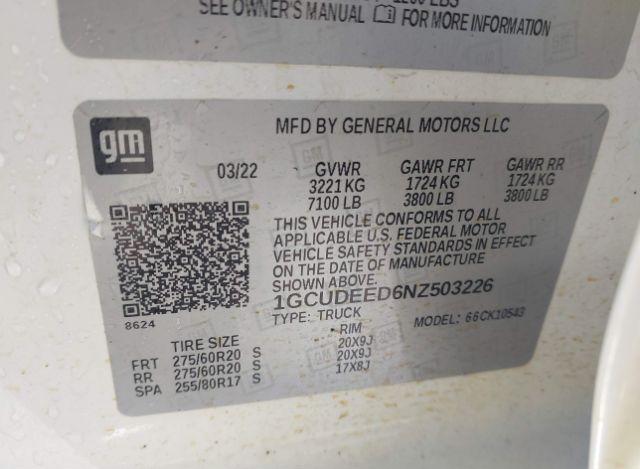 SEE OWNER'S MANUAL FOR MORE INFORMATION
gm
MFD BY GENERAL MOTORS LLC
03/22 GVWR GAWR FRT GAWR RR
3221 KG 1724 KG 1724 KG
7100 LB 3800 LB 3800 LB
THIS VEHICLE CONFORMS TO ALL
APPLICABLE U.S. FEDERAL MOTOR
VEHICLE SAFETY STANDARDS IN EFFECT
ON THE DATE OF MANUFACTURE
SHOWN ABOVE.
1GCUDEED6NZ503226
TYPE: TRUCK MODEL: 66CK10543
8624
TIRE SIZE RIM
FRT 275/60R20 S 20X9J
RR 275/60R20 S 20X9J
SPA 255/80R17 S 17X8J